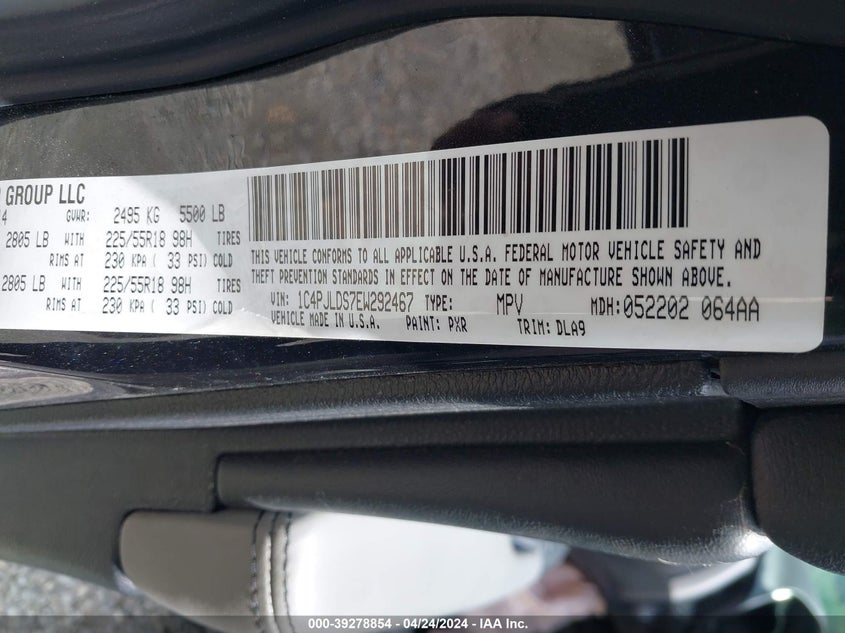 GROUP LLC
4 GVWR: 2495 KG 5500 LB
2805 LB WITH 225/55R18 98H TIRES
RIMS AT 230 KPA ( 33 PSI) COLD
2805 LB WITH 225/55R18 98H TIRES
RIMS AT 230 KPA ( 33 PSI) COLD
THIS VEHICLE CONFORMS TO ALL APPLICABLE U.S.A. FEDERAL MOTOR VEHICLE SAFETY AND
THEFT PREVENTION STANDARDS IN EFFECT ON THE DATE OF MANUFACTURE SHOWN ABOVE.
VIN: 1C4PJLDS7EW292467 TYPE: MPV MDH: 052202 064AA
VEHICLE MADE IN U.S.A. PAINT: PXR TRIM: DLA9
000-39278854 - 04/24/2024 - IAA Inc.